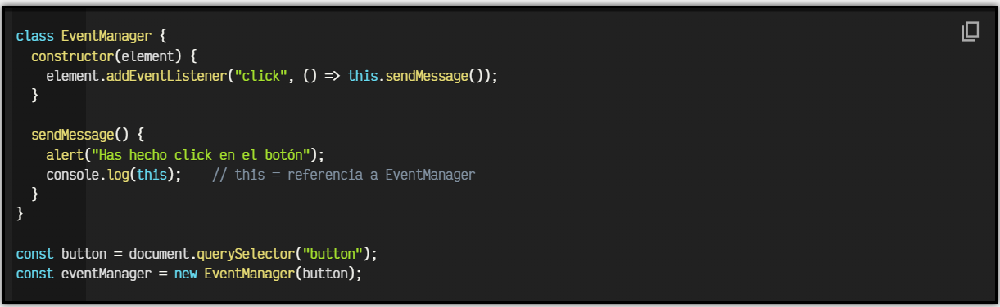 class EventManager {
  constructor(element) {
    element.addEventListener("click", () => this.sendMessage());
  }

  sendMessage() {
    alert("Has hecho click en el botón");
    console.log(this);    // this = referencia a EventManager
  }
}

const button = document.querySelector("button");
const eventManager = new EventManager(button);